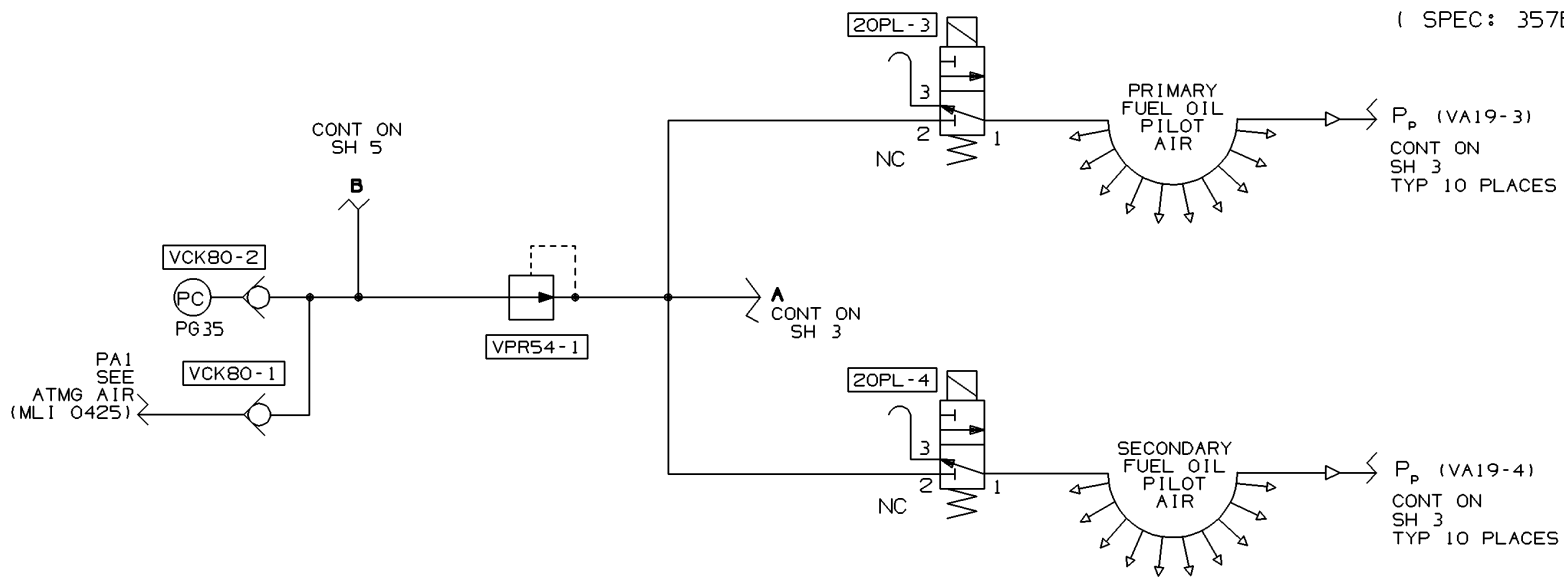 20PL-3
( SPEC: 357
3
2
1
NC
PRIMARY
FUEL OIL
PILOT
AIR
Pp (VA19-3)
CONT ON
SH 3
TYP 10 PLACES
CONT ON
SH 5
B
VCK80-2
PC
PG35
VPR54-1
A
CONT ON
SH 3
PA1
SEE
ATMG AIR
(MLI 0425)
VCK80-1
20PL-4
3
2
1
NC
SECONDARY
FUEL OIL
PILOT
AIR
Pp (VA19-4)
CONT ON
SH 3
TYP 10 PLACES